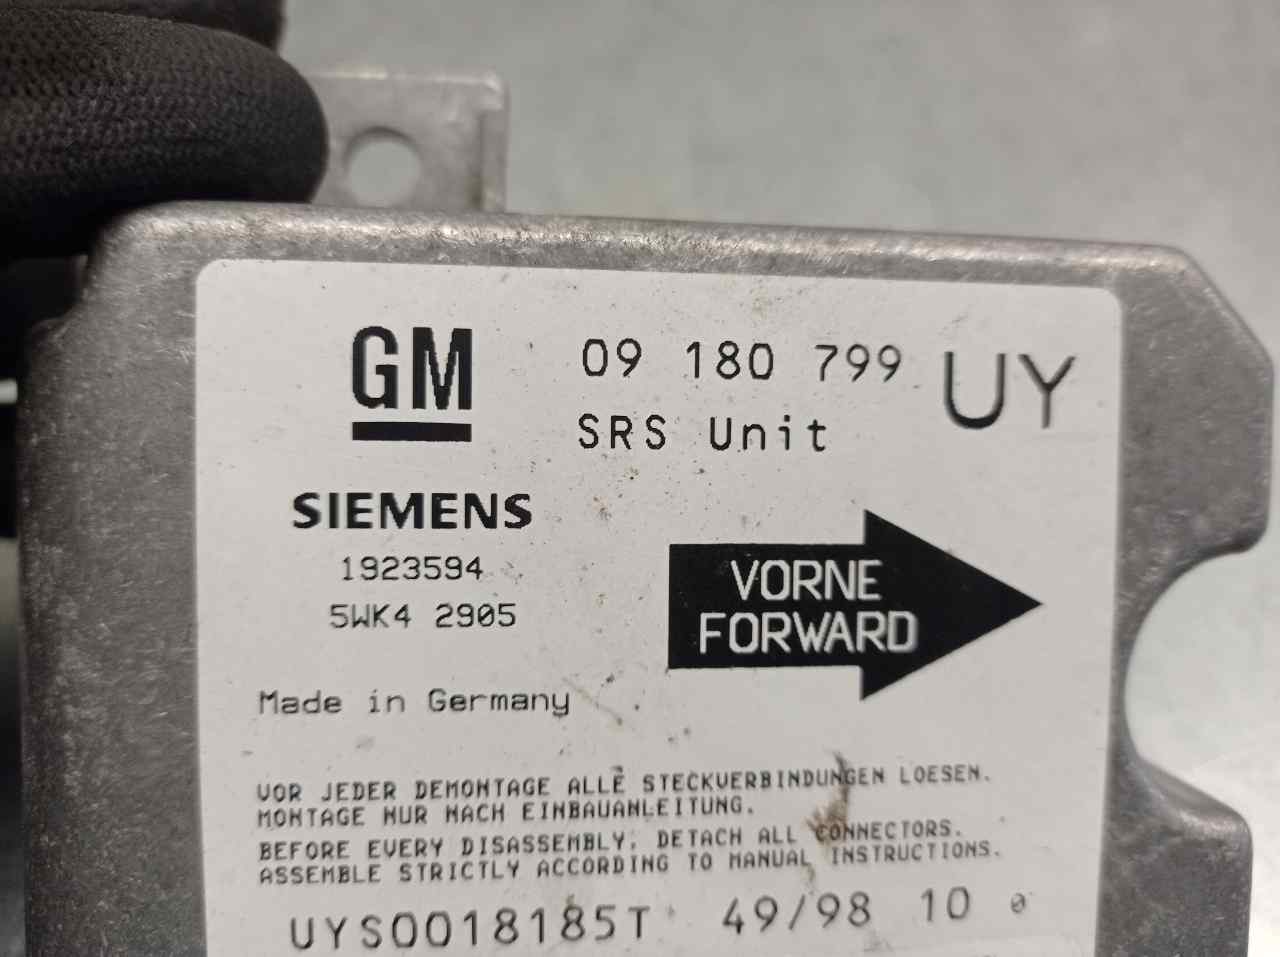 GM 09 180 799 UY
SRS Unit
SIEMENS
1923594
5WK4 2905
VORNE
FORWARD
Made in Germany
VOR JEDER DEMONTAGE ALLE STECKVERBINDUNGEN LOESEN.
MONTAGE NUR NACH EINBAUANLEITUNG.
BEFORE EVERY DISASSEMBLY, DETACH ALL CONNECTORS.
ASSEMBLE STRICTLY ACCORDING TO MANUAL INSTRUCTIONS.
UYS0018185T 49/98 10 0